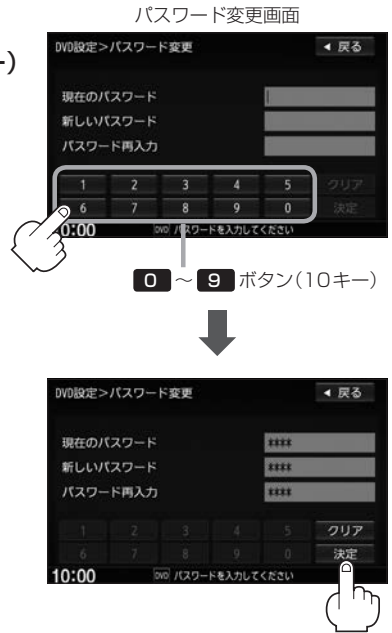 パスワード変更画面
ｰ)
DVD設定>パスワード変更
◀ 戻る
現在のパスワード
新しいパスワード
パスワード再入力
1 2 3 4 5 クリア
6 7 8 9 0 決定
0:00 DVD パスワードを入力してください
0 ～ 9 ボタン(10キー)
DVD設定>パスワード変更
◀ 戻る
現在のパスワード ****
新しいパスワード ****
パスワード再入力 ****
1 2 3 4 5 クリア
6 7 8 9 0 決定
10:00 DVD パスワードを入力してください